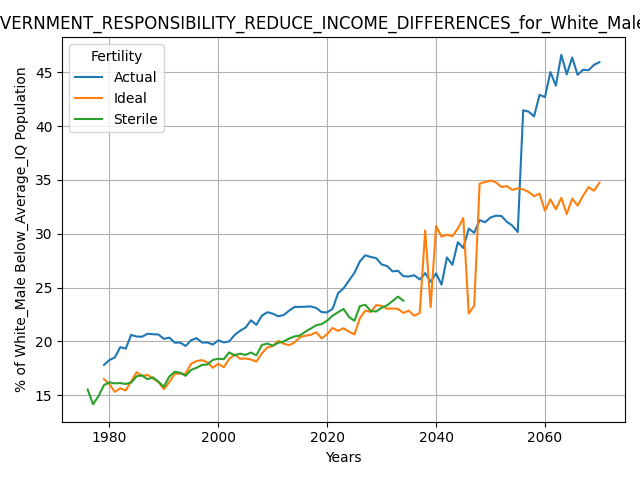 VERNMENT_RESPONSIBILITY_REDUCE_INCOME_DIFFERENCES_for_White_Male
% of White_Male Below_Average_IQ Population
Fertility
Actual
Ideal
Sterile
45
40
35
30
25
20
15
1980
2000
2020
2040
2060
Years